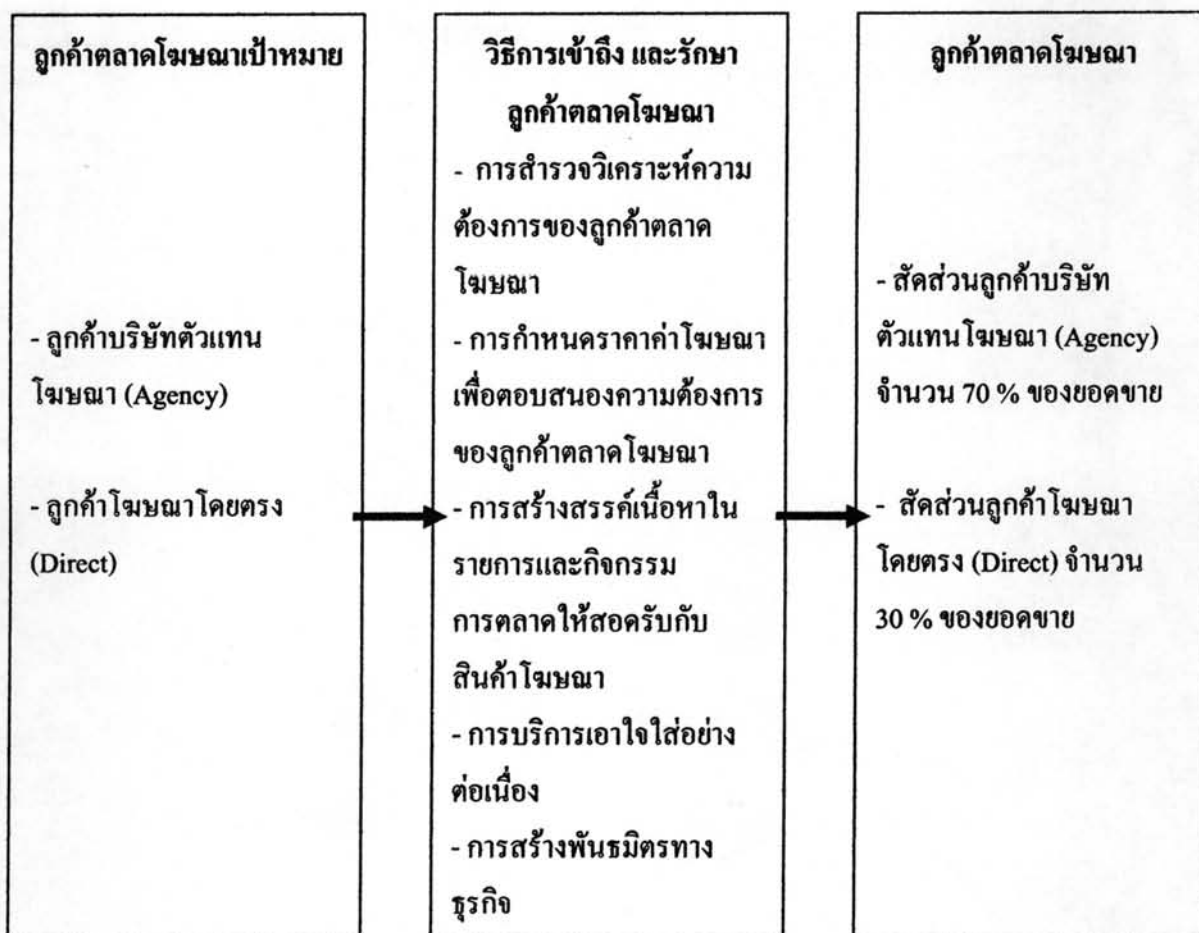 ลูกค้าตลาดโฆษณาเป้าหมาย
- ลูกค้าบริษัทตัวแทน
โฆษณา (Agency)
- ลูกค้าโฆษณาโดยตรง
(Direct)
วิธีการเข้าถึง และรักษา
ลูกค้าตลาดโฆษณา
- การสำรวจวิเคราะห์ความ
ต้องการของลูกค้าตลาด
โฆษณา
- การกำหนดราคาค่าโฆษณา
เพื่อตอบสนองความต้องการ
ของลูกค้าตลาดโฆษณา
- การสร้างสรรค์เนื้อหาใน
รายการและกิจกรรม
การตลาดให้สอดรับกับ
สินค้าโฆษณา
- การบริการเอาใจใส่อย่าง
ต่อเนื่อง
- การสร้างพันธมิตรทาง
ธุรกิจ
ลูกค้าตลาดโฆษณา
- สัดส่วนลูกค้าบริษัท
ตัวแทนโฆษณา (Agency)
จำนวน 70 % ของยอดขาย
- สัดส่วนลูกค้าโฆษณา
โดยตรง (Direct) จำนวน
30 % ของยอดขาย